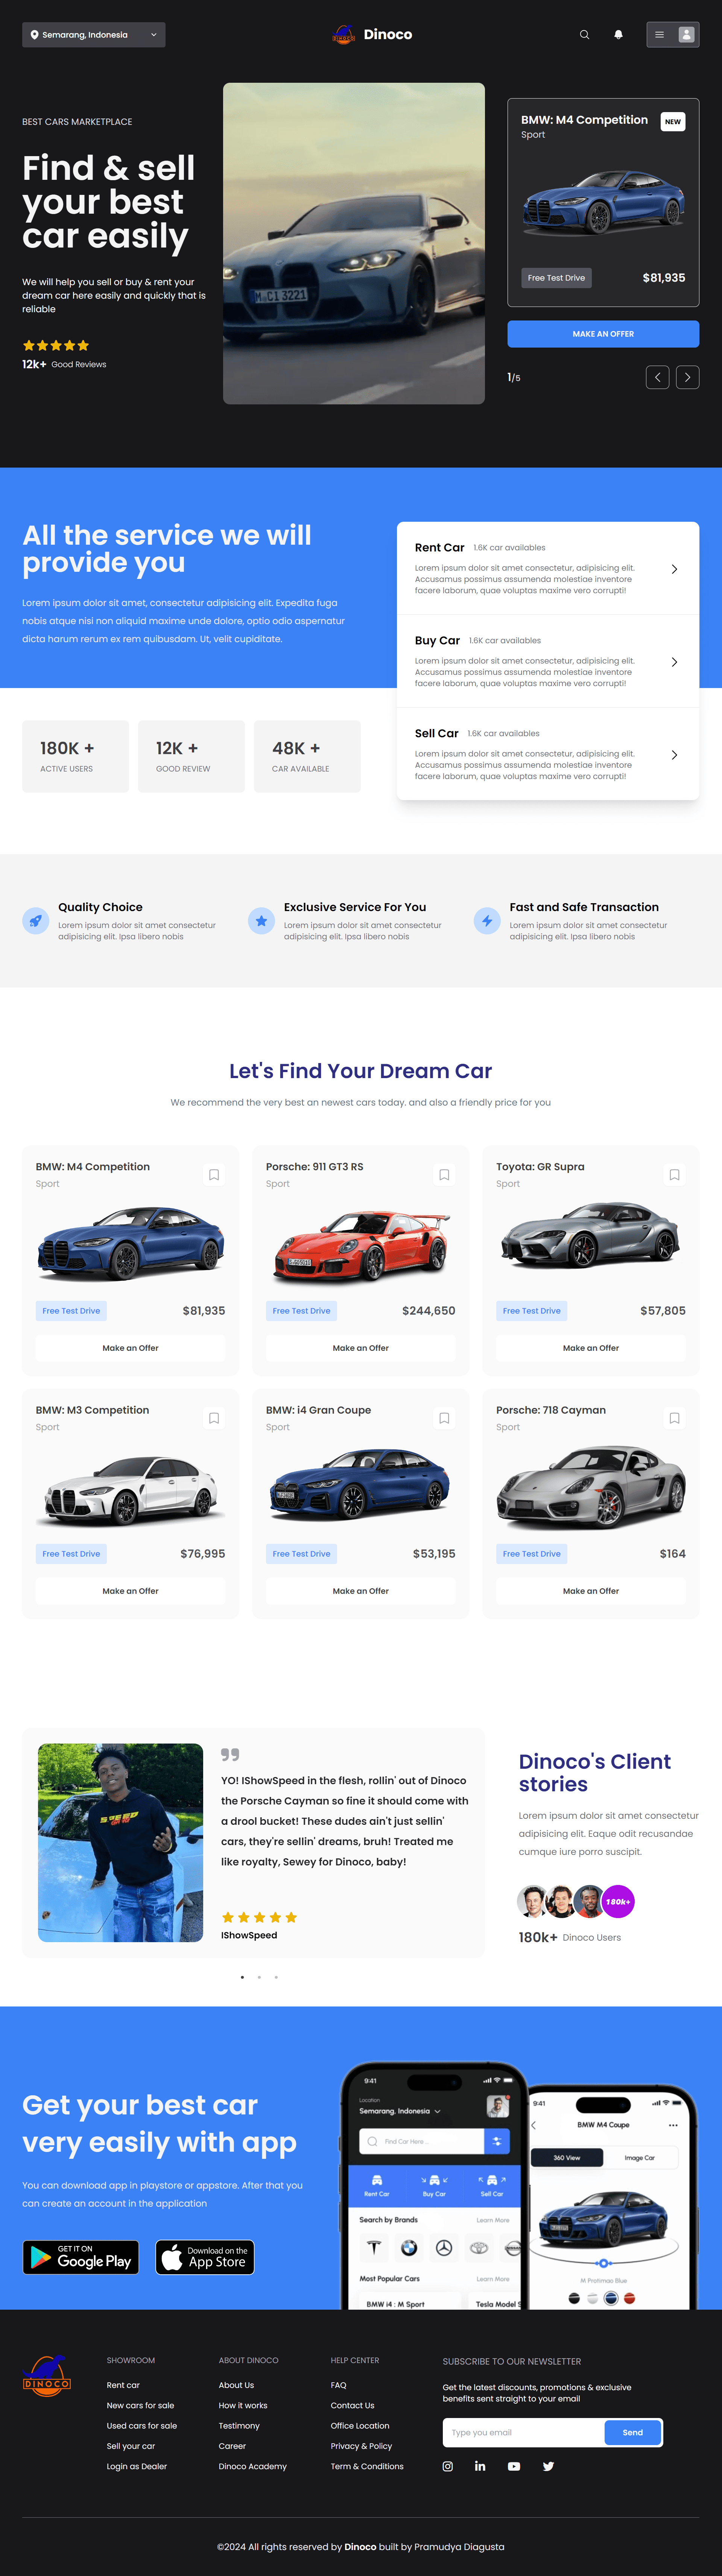 Semarang, Indonesia
DINOCO
Dinoco
BEST CARS MARKETPLACE
Find & sell
your best
car easily
We will help you sell or buy & rent your
dream car here easily and quickly that is
reliable
12k+ Good Reviews
M CI 3221
BMW: M4 Competition
NEW
Sport
Free Test Drive
$81,935
MAKE AN OFFER
1/5
All the service we will
provide you
Lorem ipsum dolor sit amet, consectetur adipisicing elit. Expedita fuga
nobis atque nisi non aliquid maxime unde dolore, optio odio aspernatur
dicta harum rerum ex rem quibusdam. Ut, velit cupiditate.
Rent Car 1.6K car availables
Lorem ipsum dolor sit amet consectetur, adipisicing elit.
Accusamus possimus assumenda molestiae inventore
facere laborum, quae voluptas maxime vero corrupti!
Buy Car 1.6K car availables
Lorem ipsum dolor sit amet consectetur, adipisicing elit.
Accusamus possimus assumenda molestiae inventore
facere laborum, quae voluptas maxime vero corrupti!
Sell Car 1.6K car availables
Lorem ipsum dolor sit amet consectetur, adipisicing elit.
Accusamus possimus assumenda molestiae inventore
facere laborum, quae voluptas maxime vero corrupti!
180K +
ACTIVE USERS
12K +
GOOD REVIEW
48K +
CAR AVAILABLE
Quality Choice
Lorem ipsum dolor sit amet consectetur
adipisicing elit. Ipsa libero nobis
Exclusive Service For You
Lorem ipsum dolor sit amet consectetur
adipisicing elit. Ipsa libero nobis
Fast and Safe Transaction
Lorem ipsum dolor sit amet consectetur
adipisicing elit. Ipsa libero nobis
Let's Find Your Dream Car
We recommend the very best an newest cars today. and also a friendly price for you
BMW: M4 Competition
Sport
Free Test Drive
$81,935
Make an Offer
Porsche: 911 GT3 RS
Sport
Free Test Drive
$244,650
Make an Offer
Toyota: GR Supra
Sport
Free Test Drive
$57,805
Make an Offer
BMW: M3 Competition
Sport
Free Test Drive
$76,995
Make an Offer
BMW: i4 Gran Coupe
Sport
Free Test Drive
$53,195
Make an Offer
Porsche: 718 Cayman
Sport
Free Test Drive
$164
Make an Offer
YO! IShowSpeed in the flesh, rollin' out of Dinoco
the Porsche Cayman so fine it should come with
a drool bucket! These dudes ain't just sellin'
cars, they're sellin' dreams, bruh! Treated me
like royalty, Sewey for Dinoco, baby!
IShowSpeed
Dinoco's Client
stories
Lorem ipsum dolor sit amet consectetur
adipisicing elit. Eaque odit recusandae
cumque iure porro suscipit.
180k+
180k+ Dinoco Users
Get your best car
very easily with app
You can download app in playstore or appstore. After that you
can create an account in the application
GET IT ON
Google Play
Download on the
App Store
9:41
Location
Semarang, Indonesia
Find Car Here ...
Rent Car
Buy Car
Sell Car
Search by Brands
Learn More
Most Popular Cars
Learn More
BMW i4 : M Sport
Tesla Model S
9:41
BMW M4 Coupe
360 View
Image Car
M Protimao Blue
DINOCO
SHOWROOM
Rent car
New cars for sale
Used cars for sale
Sell your car
Login as Dealer
ABOUT DINOCO
About Us
How it works
Testimony
Career
Dinoco Academy
HELP CENTER
FAQ
Contact Us
Office Location
Privacy & Policy
Term & Conditions
SUBSCRIBE TO OUR NEWSLETTER
Get the latest discounts, promotions & exclusive
benefits sent straight to your email
Type you email
Send
©2024 All rights reserved by Dinoco built by Pramudya Diagusta